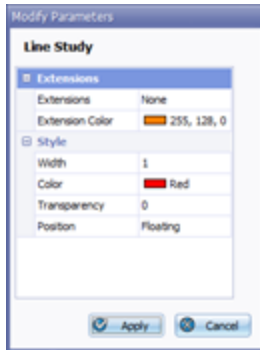 Modify Parameters
Line Study
Extensions
Extensions None
Extension Color 255, 128, 0
Style
Width 1
Color Red
Transparency 0
Position Floating
Apply Cancel